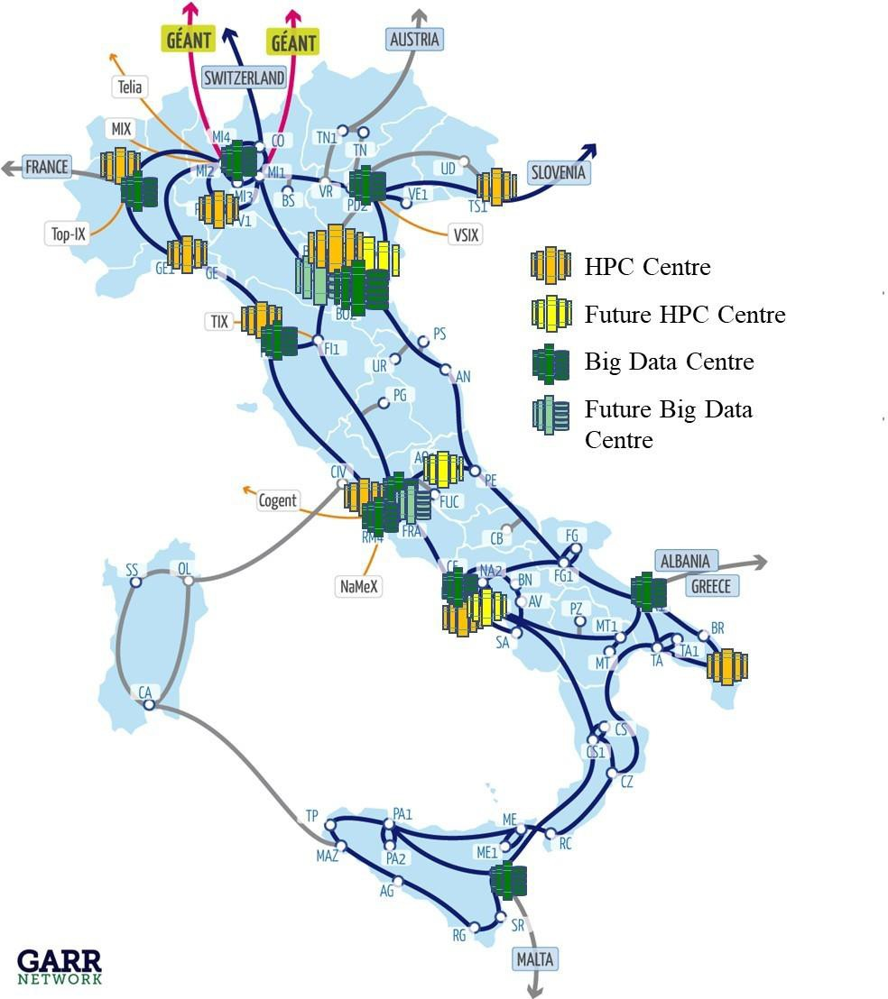 GÉANT
GÉANT
AUSTRIA
SWITZERLAND
Telia
MIX
MI4
CO
TN1
TN
FRANCE
MI2
MI1
UD
SLOVENIA
MI3
BS
VR
PD2
VE1
TS1
V1
Top-IX
VSIX
GE1
GE
HPC Centre
TIX
BO2
Future HPC Centre
FI1
PS
UR
AN
Big Data Centre
PG
Future Big Data
Centre
CIV
PE
Cogent
FUC
RM4
FRA
CB
FG
NaMeX
SS
OL
NA2
BN
FG1
ALBANIA
GREECE
AV
PZ
MT1
BR
SA
MT
TA
TA1
CA
CS
CS1
CZ
TP
PA1
ME
RC
MAZ
PA2
ME1
AG
RG
SR
MALTA
GARR
NETWORK